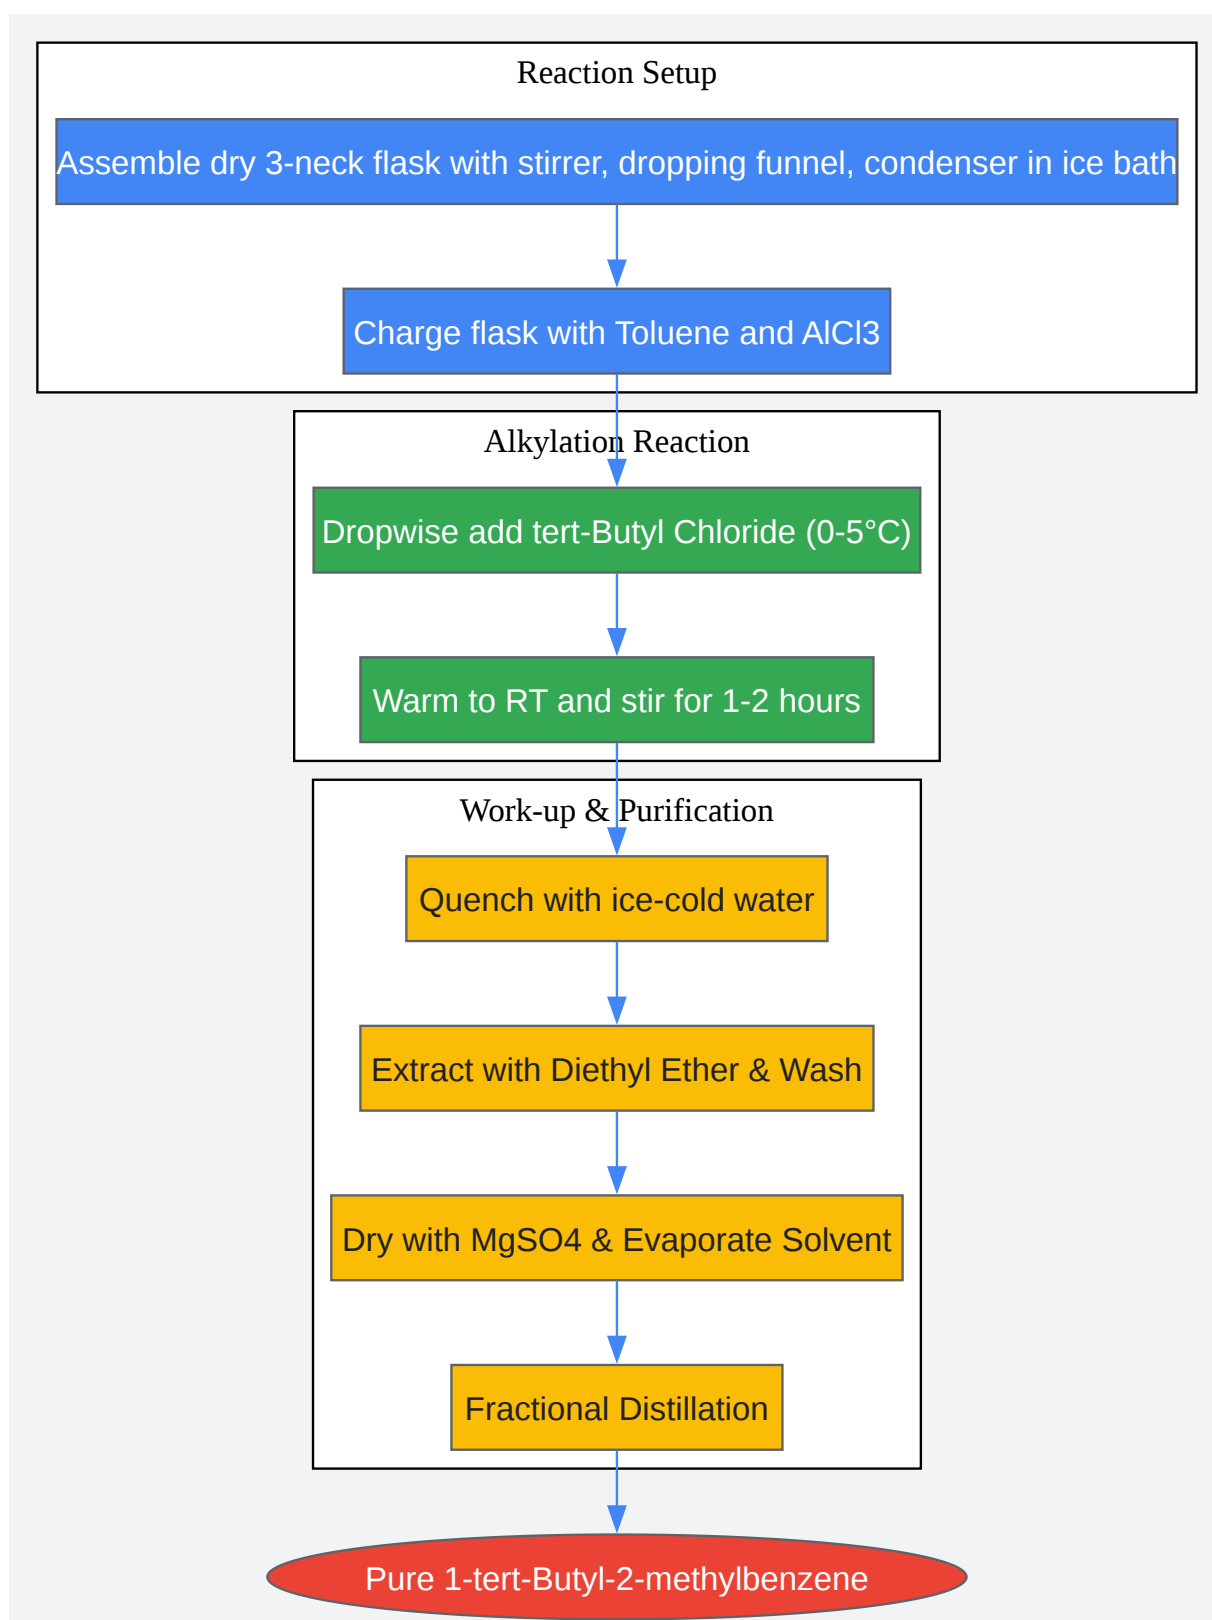 Reaction Setup
Assemble dry 3-neck flask with stirrer, dropping funnel, condenser in ice bath
Charge flask with Toluene and AlCl3
Alkylation Reaction
Dropwise add tert-Butyl Chloride (0-5°C)
Warm to RT and stir for 1-2 hours
Work-up & Purification
Quench with ice-cold water
Extract with Diethyl Ether & Wash
Dry with MgSO4 & Evaporate Solvent
Fractional Distillation
Pure 1-tert-Butyl-2-methylbenzene